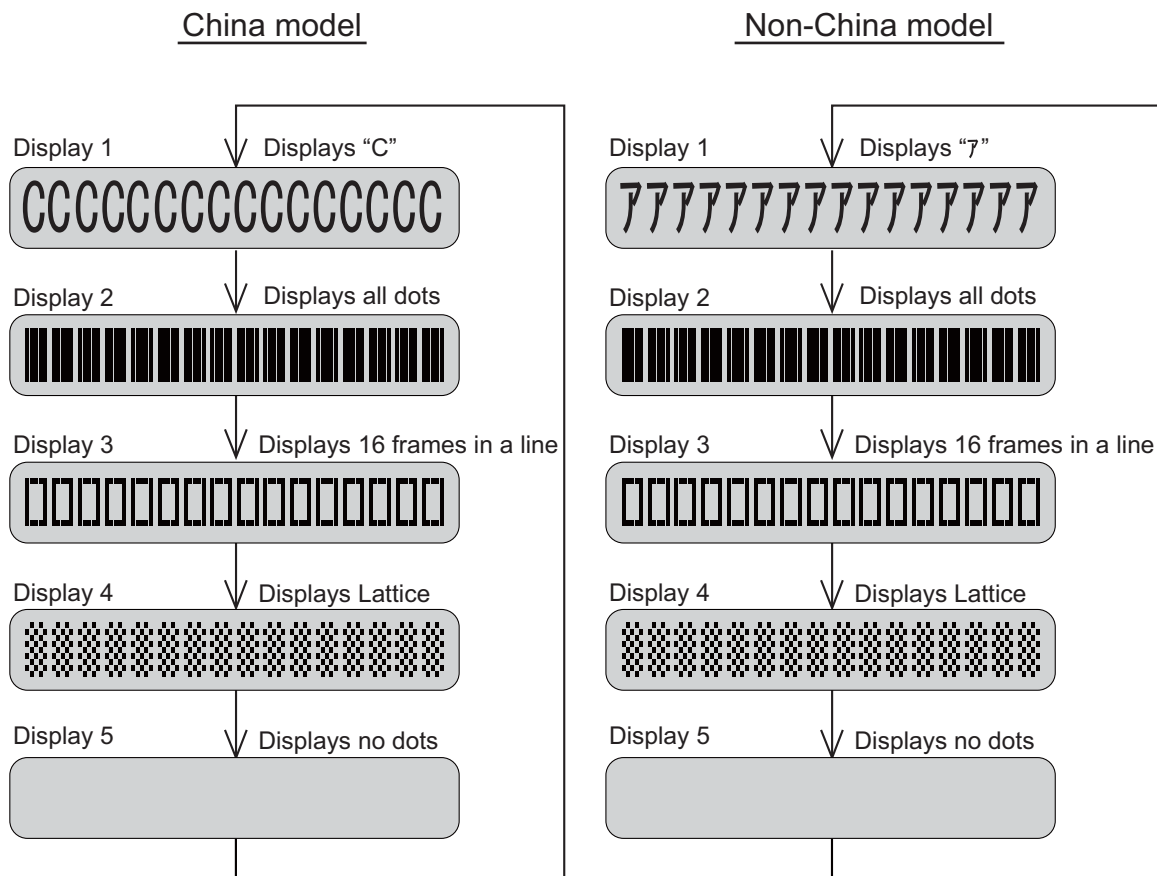 China model
Display 1
Displays “C”
CCCCCCCCCCCCCCCC
Display 2
Displays all dots
Display 3
Displays 16 frames in a line
Display 4
Displays Lattice
Display 5
Displays no dots
Non-China model
Display 1
Displays “ｱ”
ｱｱｱｱｱｱｱｱｱｱｱｱｱｱｱｱ
Display 2
Displays all dots
Display 3
Displays 16 frames in a line
Display 4
Displays Lattice
Display 5
Displays no dots